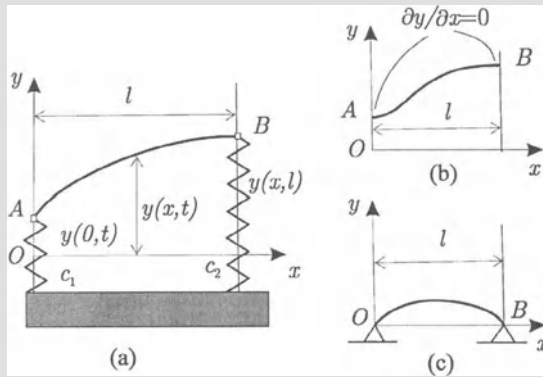 y
l
B
A
y(0,t)
y(x,t)
y(x,l)
O
x
c₁
c₂
(a)
∂y/∂x=0
y
B
A
l
O
x
(b)
y
l
O
B
x
(c)